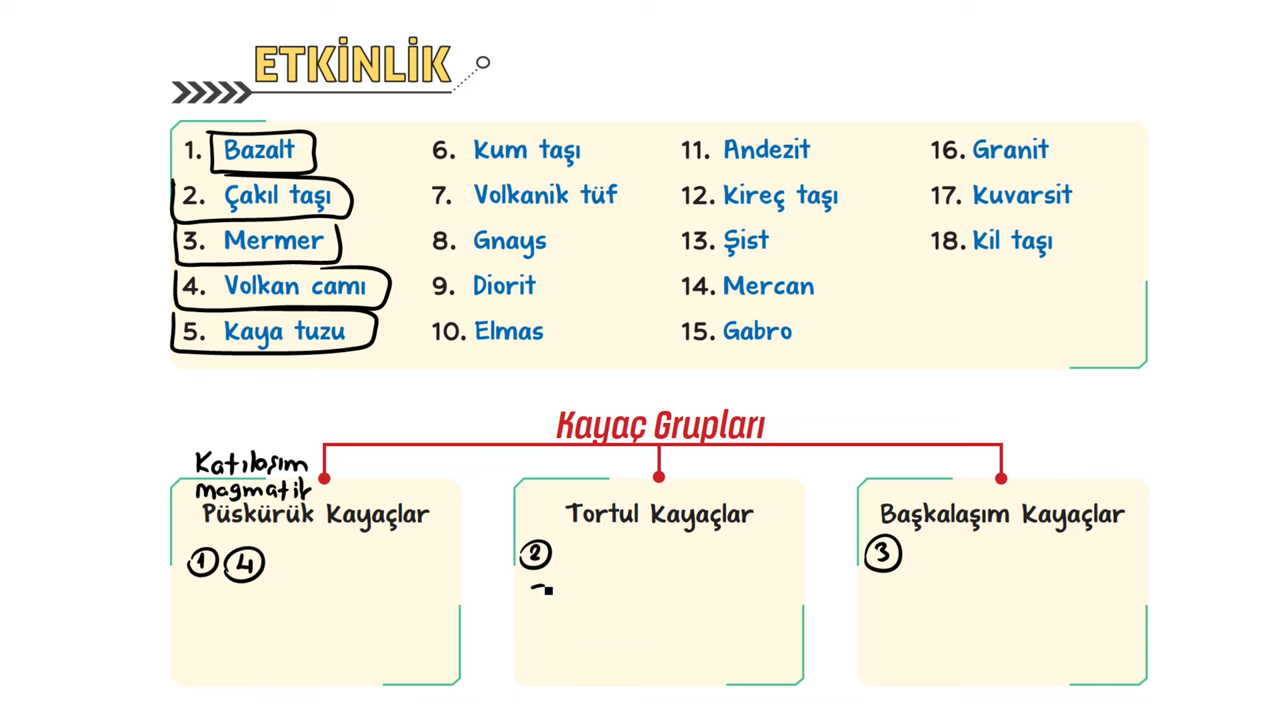 ETKİNLİK
1. Bazalt
2. Çakıl taşı
3. Mermer
4. Volkan camı
5. Kaya tuzu
6. Kum taşı
7. Volkanik tüf
8. Gnays
9. Diorit
10. Elmas
11. Andezit
12. Kireç taşı
13. Şist
14. Mercan
15. Gabro
16. Granit
17. Kuvarsit
18. Kil taşı
Kayaç Grupları
Katılaşım
magmatik
Püskürük Kayaçlar
1 4
Tortul Kayaçlar
2
Başkalaşım Kayaçlar
3